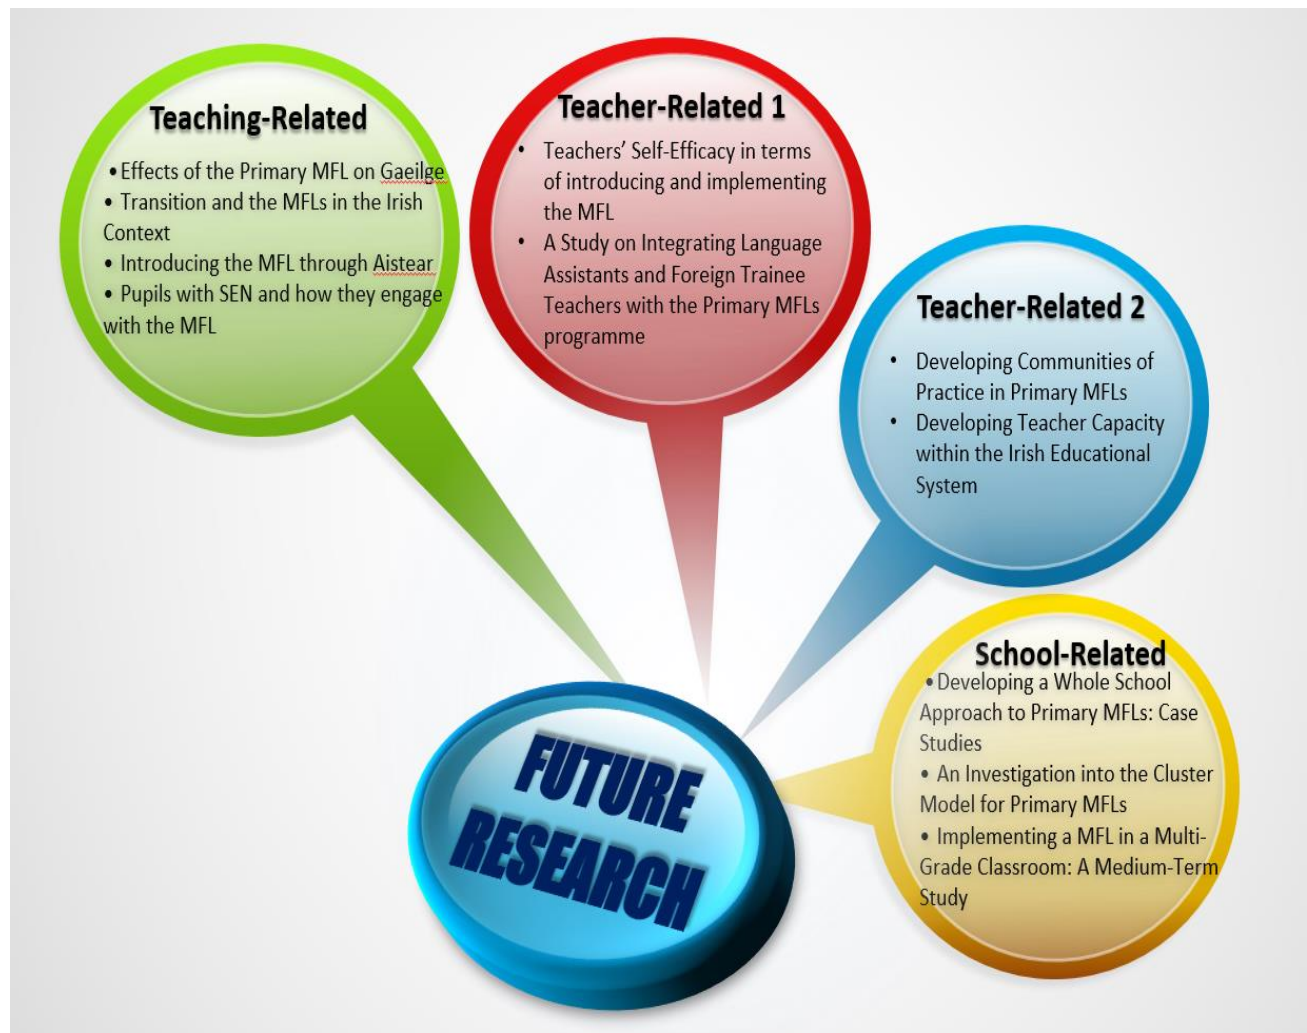 Teaching-Related
•Effects of the Primary MFL on Gaeilge
• Transition and the MFLs in the Irish
Context
• Introducing the MFL through Aistear
• Pupils with SEN and how they engage
with the MFL
Teacher-Related 1
• Teachers’ Self-Efficacy in terms
of introducing and implementing
the MFL
• A Study on Integrating Language
Assistants and Foreign Trainee
Teachers with the Primary MFLs
programme
Teacher-Related 2
• Developing Communities of
Practice in Primary MFLs
• Developing Teacher Capacity
within the Irish Educational
System
School-Related
•Developing a Whole School
Approach to Primary MFLs: Case
Studies
• An Investigation into the Cluster
Model for Primary MFLs
• Implementing a MFL in a Multi-
Grade Classroom: A Medium-Term
Study
FUTURE
RESEARCH